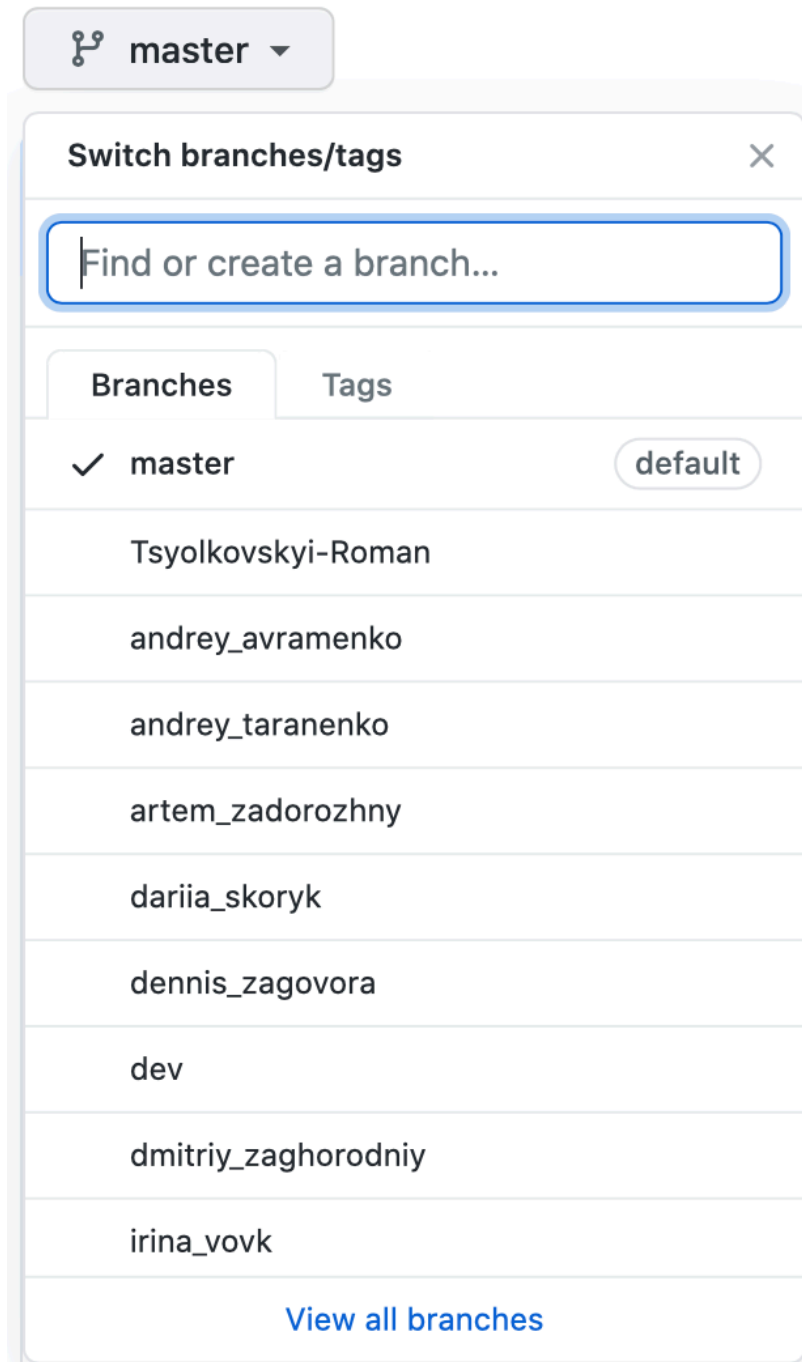 master
Switch branches/tags
Find or create a branch...
Branches Tags
master default
Tsyolkovskyi-Roman
andrey_avramenko
andrey_taranenko
artem_zadorozhny
dariia_skoryk
dennis_zagovora
dev
dmitriy_zaghorodniy
irina_vovk
View all branches